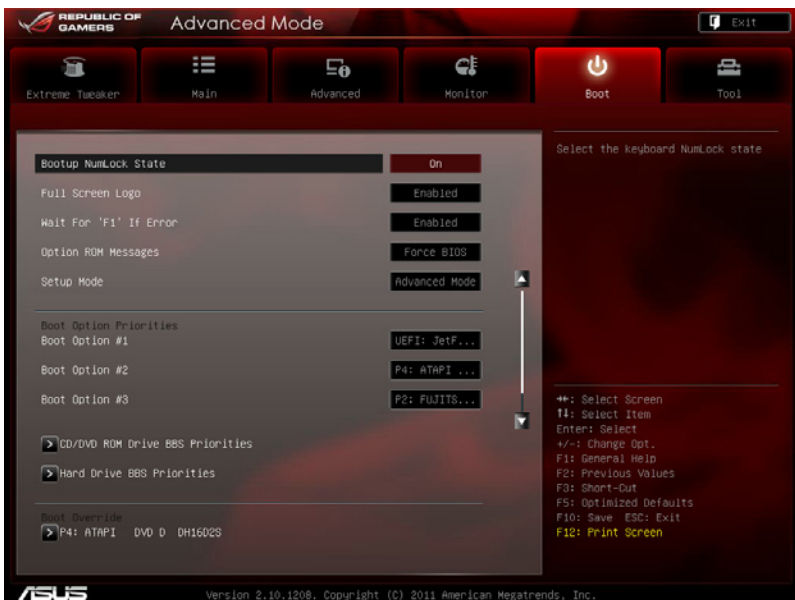 REPUBLIC OF GAMERS
Advanced Mode
Exit
Extreme Tweaker
Main
Advanced
Monitor
Boot
Tool
Bootup NumLock State On
Full Screen Logo Enabled
Wait For 'F1' If Error Enabled
Option ROM Messages Force BIOS
Setup Mode Advanced Mode
Boot Option Priorities
Boot Option #1 UEFI: JetF...
Boot Option #2 P4: ATAPI ...
Boot Option #3 P2: FUJITS...
CD/DVD ROM Drive BBS Priorities
Hard Drive BBS Priorities
Boot Override
P4: ATAPI DVD D DH16D2S
Select the keyboard NumLock state
→←: Select Screen
↑↓: Select Item
Enter: Select
+/-: Change Opt.
F1: General Help
F2: Previous Values
F3: Short-Cut
F5: Optimized Defaults
F10: Save ESC: Exit
F12: Print Screen
ASUS
Version 2.10.1208. Copyright (C) 2011 American Megatrends, Inc.